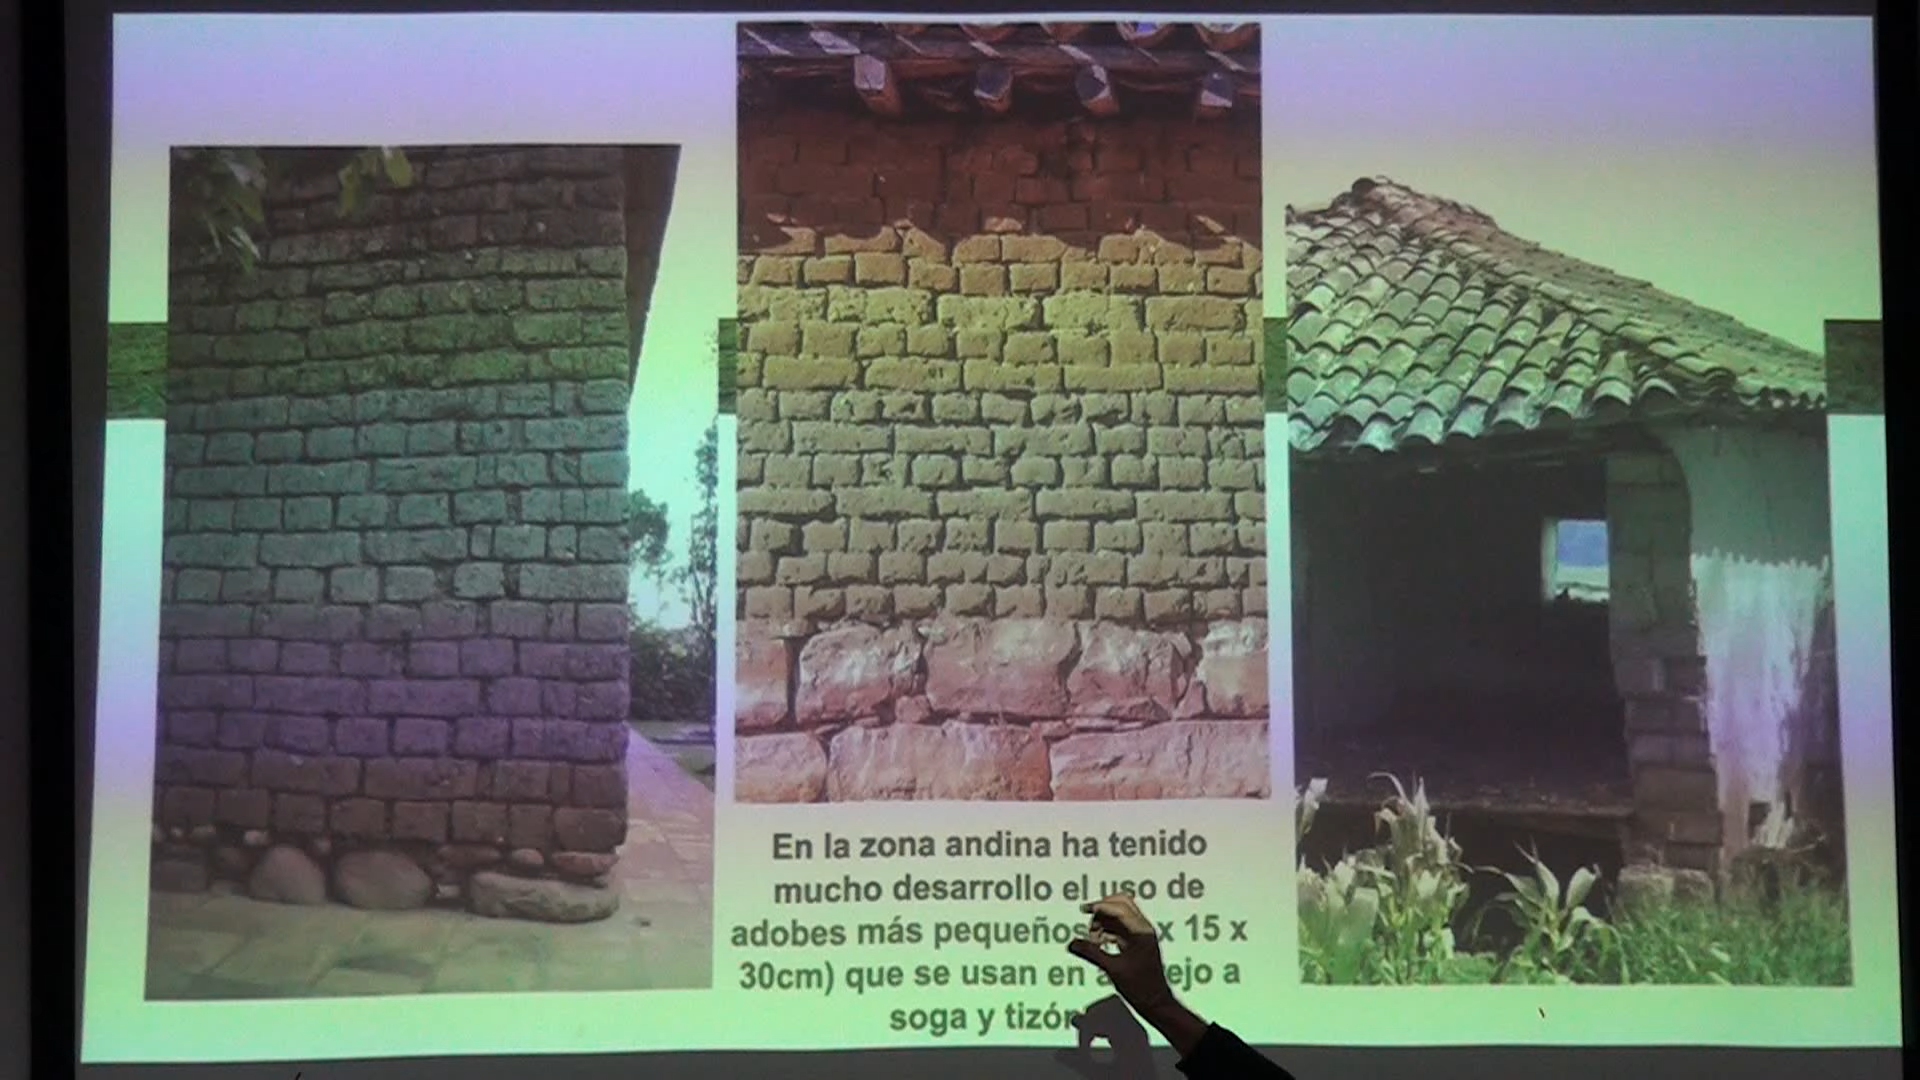 En la zona andina ha tenido
mucho desarrollo el uso de
adobes más pequeños x 15 x
30cm) que se usan en
soga y tizón